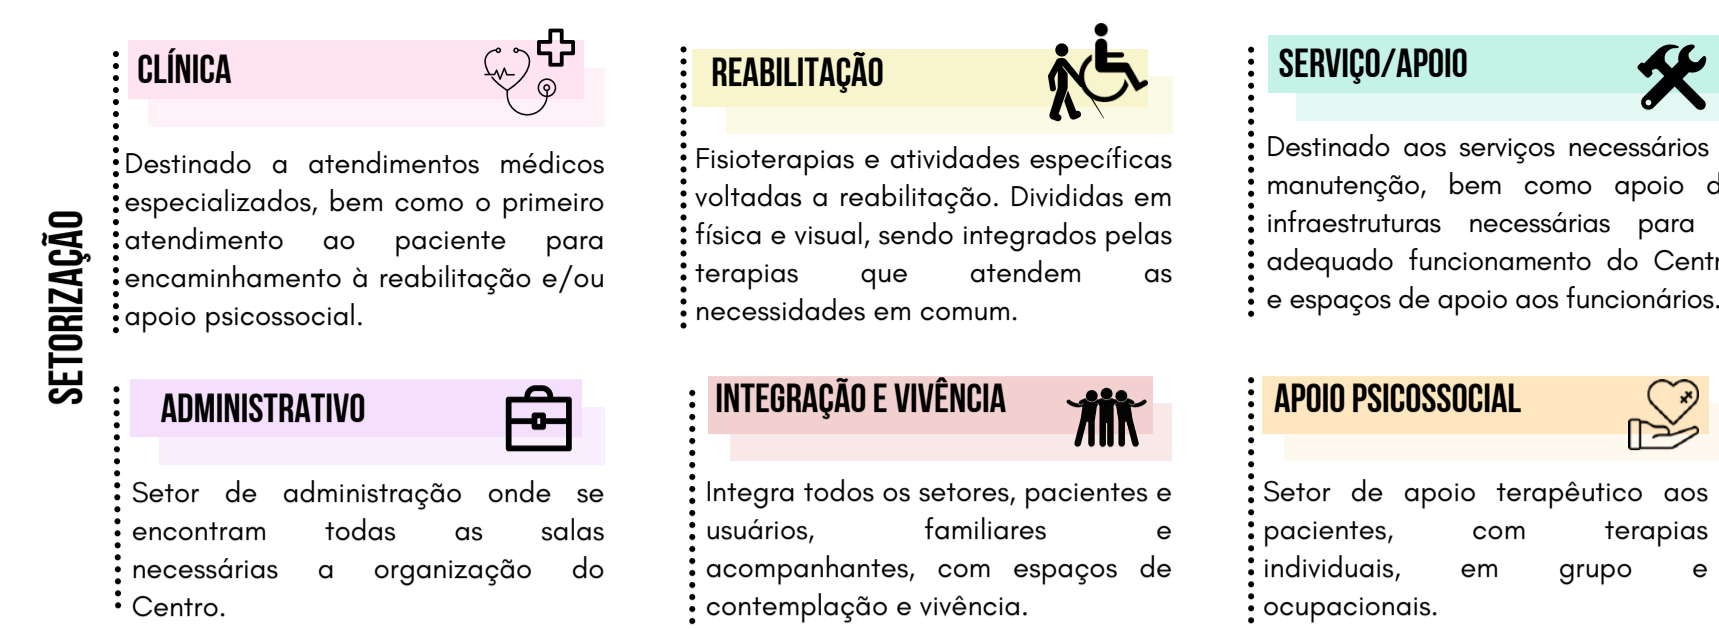 SETORIZAÇÃO
CLÍNICA
Destinado a atendimentos médicos
especializados, bem como o primeiro
atendimento ao paciente para
encaminhamento à reabilitação e/ou
apoio psicossocial.
REABILITAÇÃO
Fisioterapias e atividades específicas
voltadas a reabilitação. Divididas em
física e visual, sendo integrados pelas
terapias que atendem as
necessidades em comum.
SERVIÇO/APOIO
Destinado aos serviços necessários
manutenção, bem como apoio
infraestruturas necessárias para
adequado funcionamento do
e espaços de apoio aos funcionários.
ADMINISTRATIVO
Setor de administração onde se
encontram todas as salas
necessárias a organização do
Centro.
INTEGRAÇÃO E VIVÊNCIA
Integra todos os setores, pacientes e
usuários, familiares e
acompanhantes, com espaços de
contemplação e vivência.
APOIO PSICOSSOCIAL
Setor de apoio terapêutico aos
pacientes, com terapias
individuais, em grupo e
ocupacionais.